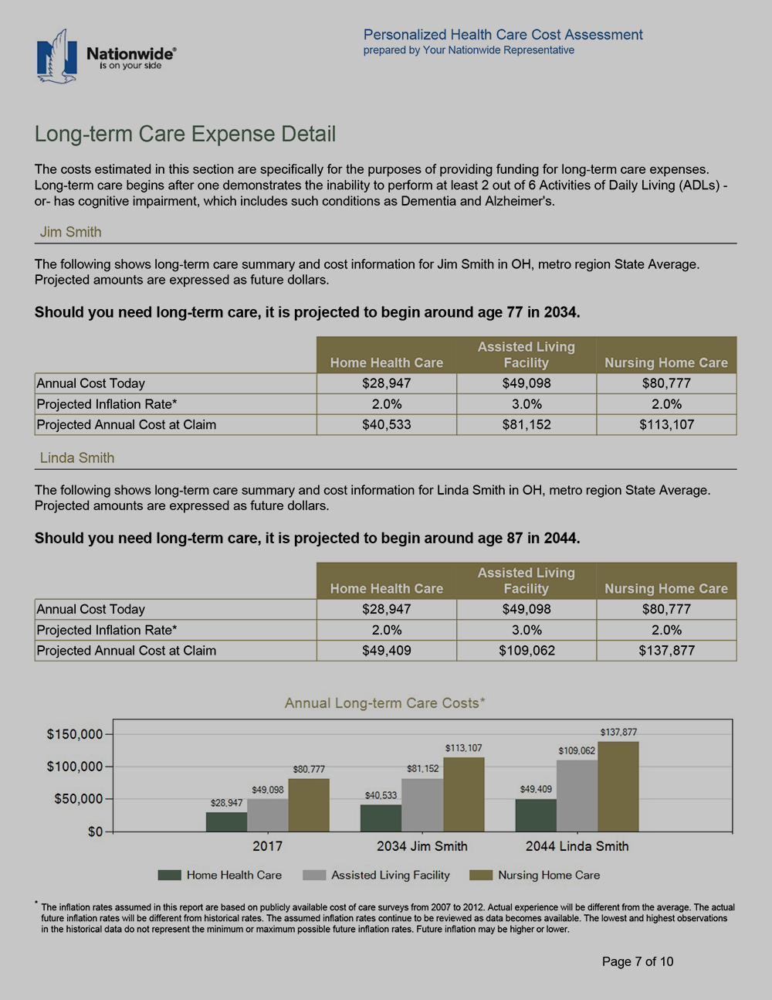 Nationwide®
is on your side
Personalized Health Care Cost Assessment
prepared by Your Nationwide Representative
Long-term Care Expense Detail
The costs estimated in this section are specifically for the purposes of providing funding for long-term care expenses.
Long-term care begins after one demonstrates the inability to perform at least 2 out of 6 Activities of Daily Living (ADLs) -
or- has cognitive impairment, which includes such conditions as Dementia and Alzheimer's.
Jim Smith
The following shows long-term care summary and cost information for Jim Smith in OH, metro region State Average.
Projected amounts are expressed as future dollars.
Should you need long-term care, it is projected to begin around age 77 in 2034.
Home Health Care Assisted Living Facility Nursing Home Care
Annual Cost Today $28,947 $49,098 $80,777
Projected Inflation Rate* 2.0% 3.0% 2.0%
Projected Annual Cost at Claim $40,533 $81,152 $113,107
Linda Smith
The following shows long-term care summary and cost information for Linda Smith in OH, metro region State Average.
Projected amounts are expressed as future dollars.
Should you need long-term care, it is projected to begin around age 87 in 2044.
Home Health Care Assisted Living Facility Nursing Home Care
Annual Cost Today $28,947 $49,098 $80,777
Projected Inflation Rate* 2.0% 3.0% 2.0%
Projected Annual Cost at Claim $49,409 $109,062 $137,877
Annual Long-term Care Costs*
$150,000
$100,000
$50,000
$0
$28,947 $49,098 $80,777
$40,533 $81,152 $113,107
$49,409 $109,062 $137,877
2017 2034 Jim Smith 2044 Linda Smith
Home Health Care Assisted Living Facility Nursing Home Care
* The inflation rates assumed in this report are based on publicly available cost of care surveys from 2007 to 2012. Actual experience will be different from the average. The actual
future inflation rates will be different from historical rates. The assumed inflation rates continue to be reviewed as data becomes available. The lowest and highest observations
in the historical data do not represent the minimum or maximum possible future inflation rates. Future inflation may be higher or lower.
Page 7 of 10